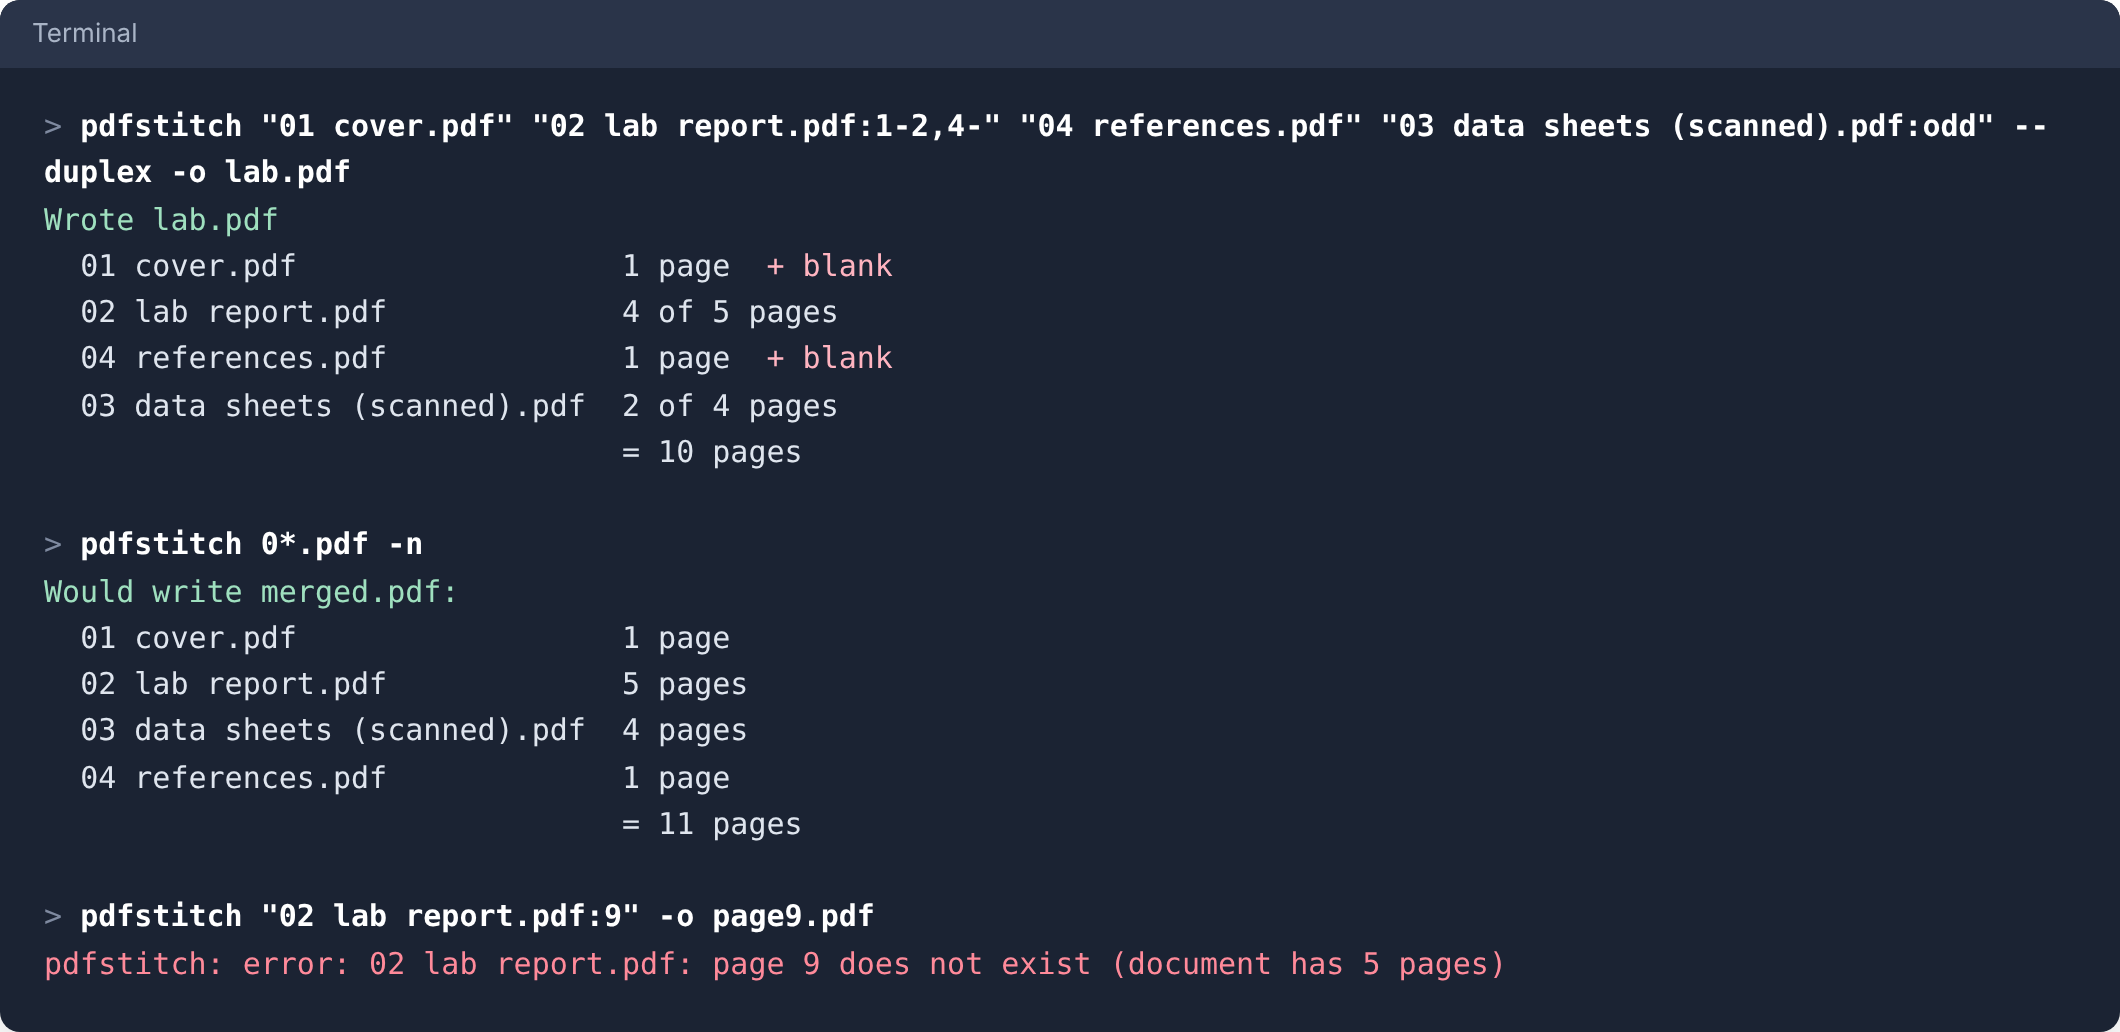 Terminal
> pdfstitch "01 cover.pdf" "02 lab report.pdf:1-2,4-" "04 references.pdf" "03 data sheets (scanned).pdf:odd" --
duplex -o lab.pdf
Wrote lab.pdf
  01 cover.pdf                  1 page  + blank
  02 lab report.pdf             4 of 5 pages
  04 references.pdf             1 page  + blank
  03 data sheets (scanned).pdf  2 of 4 pages
                                = 10 pages
> pdfstitch 0*.pdf -n
Would write merged.pdf:
  01 cover.pdf                  1 page
  02 lab report.pdf             5 pages
  03 data sheets (scanned).pdf  4 pages
  04 references.pdf             1 page
                                = 11 pages
> pdfstitch "02 lab report.pdf:9" -o page9.pdf
pdfstitch: error: 02 lab report.pdf: page 9 does not exist (document has 5 pages)